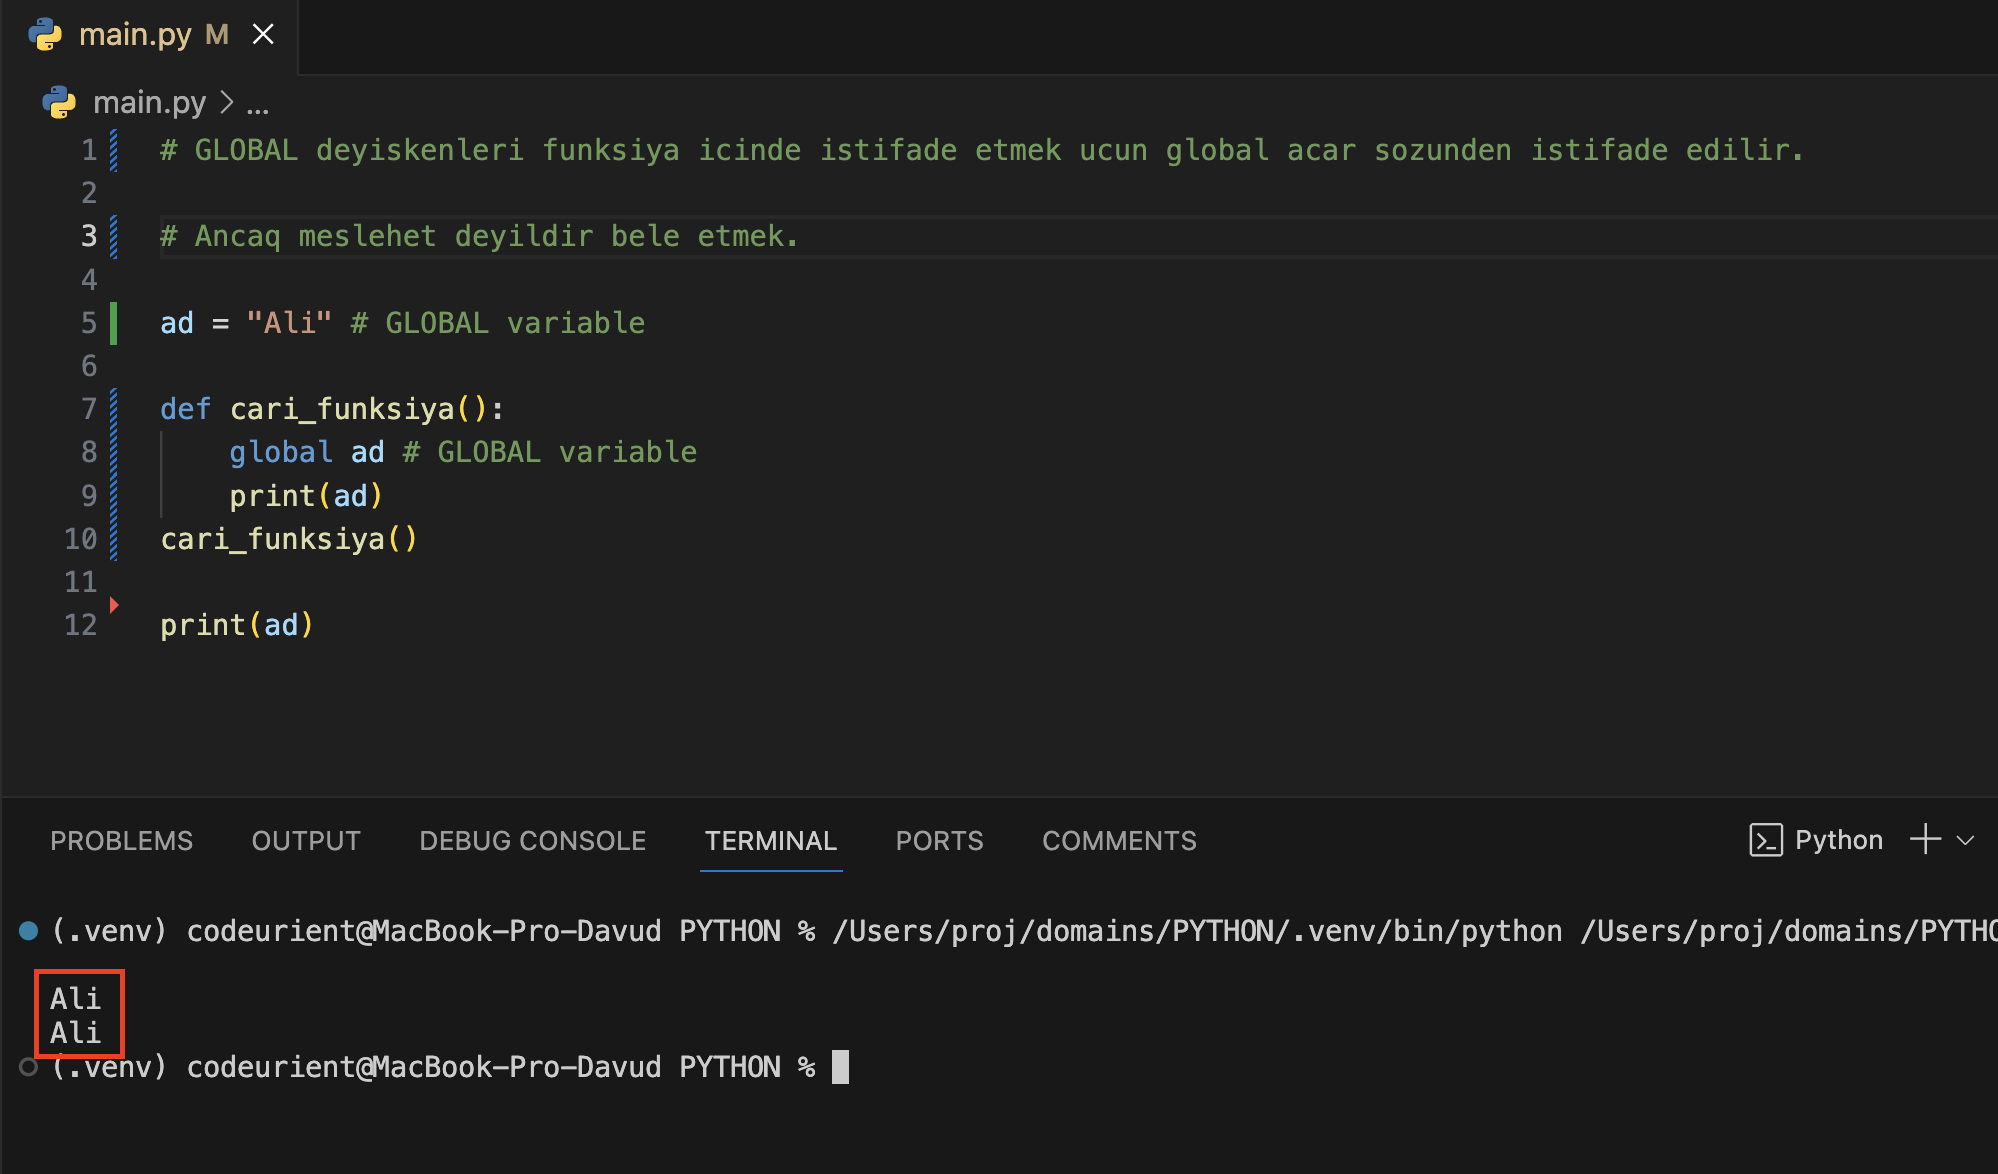 main.py M
main.py > ...
1 # GLOBAL deyiskenleri funksiya icinde istifade etmek ucun global acar sozunden istifade edilir.
2
3 # Ancaq meslehet deyildir bele etmek.
4
5 ad = "Ali" # GLOBAL variable
6
7 def cari_funksiya():
8 global ad # GLOBAL variable
9 print(ad)
10 cari_funksiya()
11
12 print(ad)
PROBLEMS OUTPUT DEBUG CONSOLE TERMINAL PORTS COMMENTS Python
(.venv) codeurient@MacBook-Pro-Davud PYTHON % /Users/proj/domains/PYTHON/.venv/bin/python /Users/proj/domains/PYTHO
Ali
Ali
(.venv) codeurient@MacBook-Pro-Davud PYTHON %